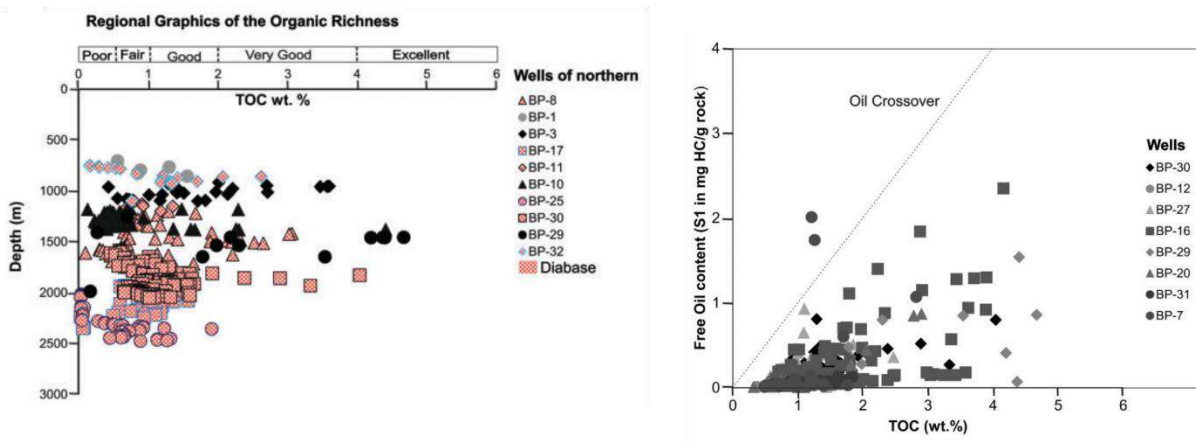 Regional Graphics of the Organic Richness
Poor Fair Good Very Good Excellent
0 1 2 3 4 5 6
TOC wt. %
0
500
1000
1500
2000
2500
3000
Depth (m)
Wells of northern
BP-8
BP-1
BP-3
BP-17
BP-11
BP-10
BP-25
BP-30
BP-29
BP-32
Diabase
4
3
2
1
0
Free Oil content (S1 in mg HC/g rock)
Oil Crossover
0 1 2 3 4 5 6
TOC (wt.%)
Wells
BP-30
BP-12
BP-27
BP-16
BP-29
BP-20
BP-31
BP-7